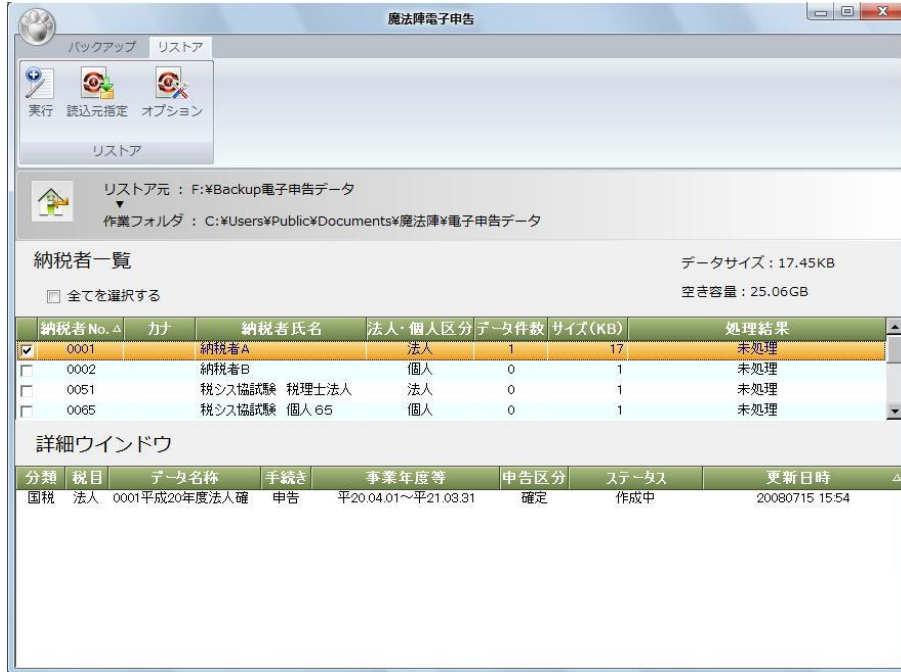 魔法陣電子申告
バックアップ リストア
実行 読込元指定 オプション
リストア
リストア元 : F:¥Backup電子申告データ
▼
作業フォルダ : C:¥Users¥Public¥Documents¥魔法陣¥電子申告データ
納税者一覧
データサイズ:17.45KB
全てを選択する
空き容量:25.06GB
納税者No.△ カナ 納税者氏名 法人・個人区分 データ件数 サイズ(KB) 処理結果
0001 納税者A 法人 1 17 未処理
0002 納税者B 個人 0 1 未処理
0051 税シス協試験 税理士法人 法人 0 1 未処理
0065 税シス協試験 個人65 個人 0 1 未処理
詳細ウインドウ
分類 税目 データ名称 手続き 事業年度等 申告区分 ステータス 更新日時 △
国税 法人 0001平成20年度法人確 申告 平20.04.01～平21.03.31 確定 作成中 20080715 15:54